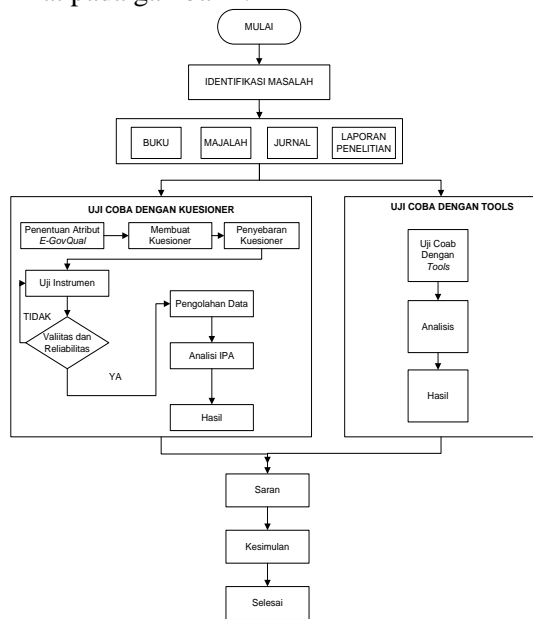 pada
MULAI
IDENTIFIKASI MASALAH
BUKU
MAJALAH
JURNAL
LAPORAN
PENELITIAN
UJI COBA DENGAN KUESIONER
Penentuan Atribut
E-GovQual
Membuat
Kuesioner
Penyebaran
Kuesioner
Uji Instrumen
TIDAK
Valiitas dan
Reliabilitas
YA
Pengolahan Data
Analisi IPA
Hasil
UJI COBA DENGAN TOOLS
Uji Coab
Dengan
Tools
Analisis
Hasil
Saran
Kesimulan
Selesai